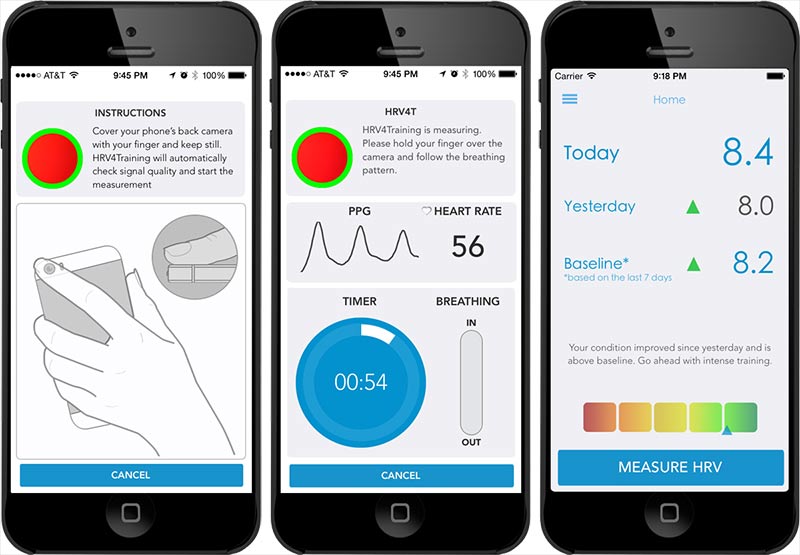 AT&T 9:45 PM 100%
INSTRUCTIONS
Cover your phone's back camera
with your finger and keep still.
HRV4Training will automatically
check signal quality and start the
measurement
CANCEL
AT&T 9:45 PM 100%
HRV4T
HRV4Training is measuring.
Please hold your finger over the
camera and follow the breathing
pattern.
PPG HEART RATE
56
TIMER BREATHING
IN
00:54
OUT
CANCEL
Carrier 9:18 PM
Home
Today 8.4
Yesterday 8.0
Baseline* 8.2
*based on the last 7 days
Your condition improved since yesterday and is
above baseline. Go ahead with intense training.
MEASURE HRV